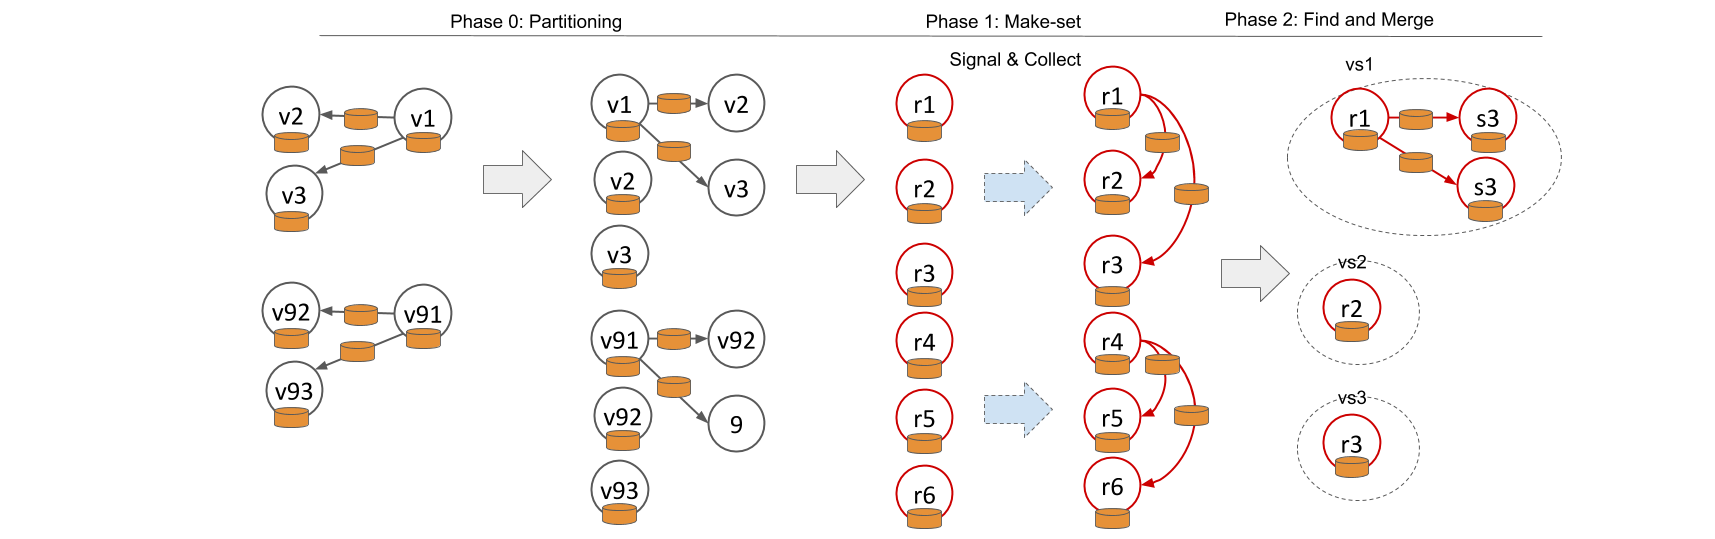 Phase 0: Partitioning
Phase 1: Make-set
Phase 2: Find and Merge
Signal & Collect
v2
v1
v3
v92
v91
v93
v1
v2
v2
v3
v3
v91
v92
v92
9
v93
r1
r2
r3
r4
r5
r6
r1
r2
r3
r4
r5
r6
vs1
r1
s3
s3
vs2
r2
vs3
r3